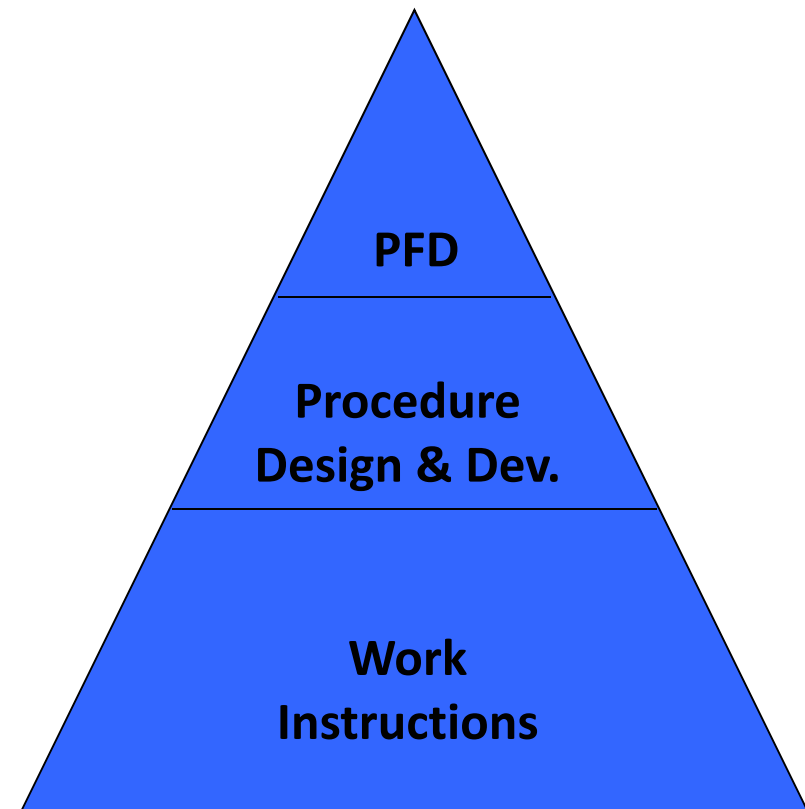 PFD
Procedure
Design & Dev.
Work
Instructions